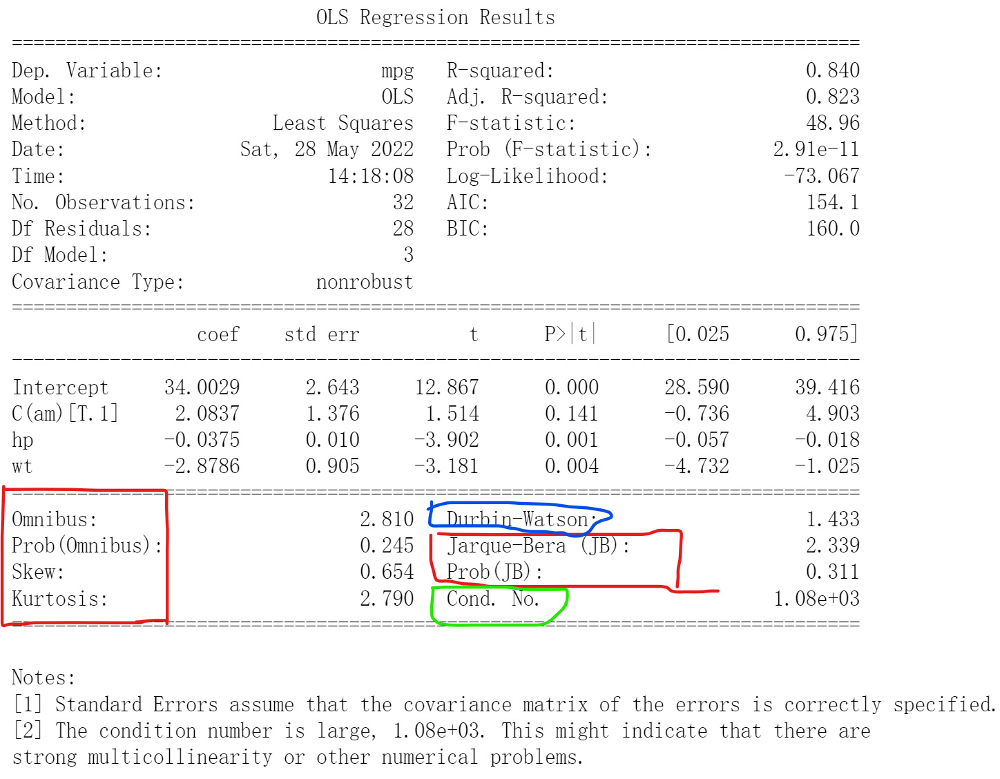 OLS Regression Results
==============================================================================
Dep. Variable: mpg R-squared: 0.840
Model: OLS Adj. R-squared: 0.823
Method: Least Squares F-statistic: 48.96
Date: Sat, 28 May 2022 Prob (F-statistic): 2.91e-11
Time: 14:18:08 Log-Likelihood: -73.067
No. Observations: 32 AIC: 154.1
Df Residuals: 28 BIC: 160.0
Df Model: 3
Covariance Type: nonrobust
==============================================================================
coef std err t P>|t| [0.025 0.975]
------------------------------------------------------------------------------
Intercept 34.0029 2.643 12.867 0.000 28.590 39.416
C(am)[T.1] 2.0837 1.376 1.514 0.141 -0.736 4.903
hp -0.0375 0.010 -3.902 0.001 -0.057 -0.018
wt -2.8786 0.905 -3.181 0.004 -4.732 -1.025
==============================================================================
Omnibus: 2.810 Durbin-Watson: 1.433
Prob(Omnibus): 0.245 Jarque-Bera (JB): 2.339
Skew: 0.654 Prob(JB): 0.311
Kurtosis: 2.790 Cond. No. 1.08e+03
==============================================================================
Notes:
[1] Standard Errors assume that the covariance matrix of the errors is correctly specified.
[2] The condition number is large, 1.08e+03. This might indicate that there are
strong multicollinearity or other numerical problems.